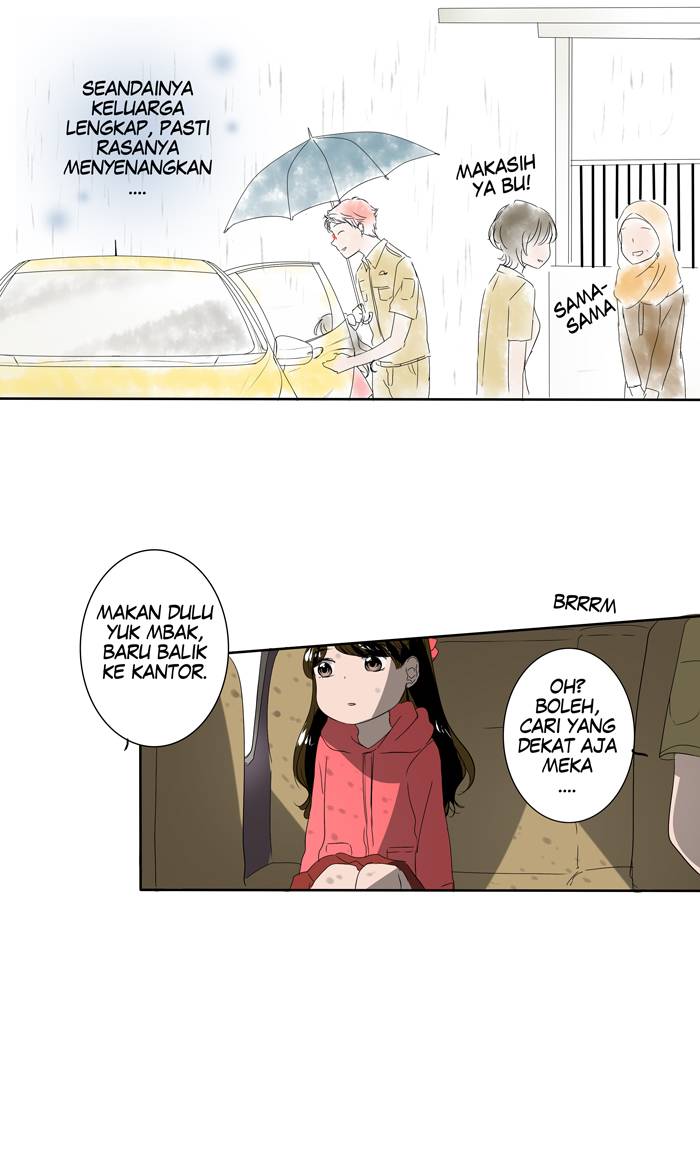 SEANDAINYA
KELUARGA
LENGKAP, PASTI
RASANYA
MENYENANGKAN
....
MAKASIH
YA BU!
SAMA-
SAMA
MAKAN DULU
YUK MBAK,
BARU BALIK
KE KANTOR.
BRRRM
OH?
BOLEH,
CARI YANG
DEKAT AJA
MEKA
....